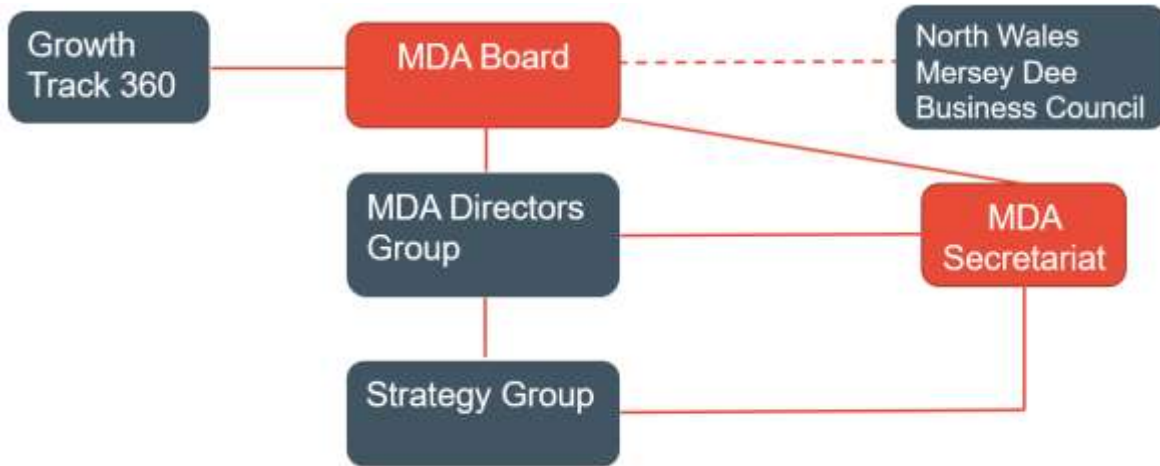 Growth
Track 360
MDA Board
North Wales
Mersey Dee
Business Council
MDA Directors
Group
MDA
Secretariat
Strategy Group